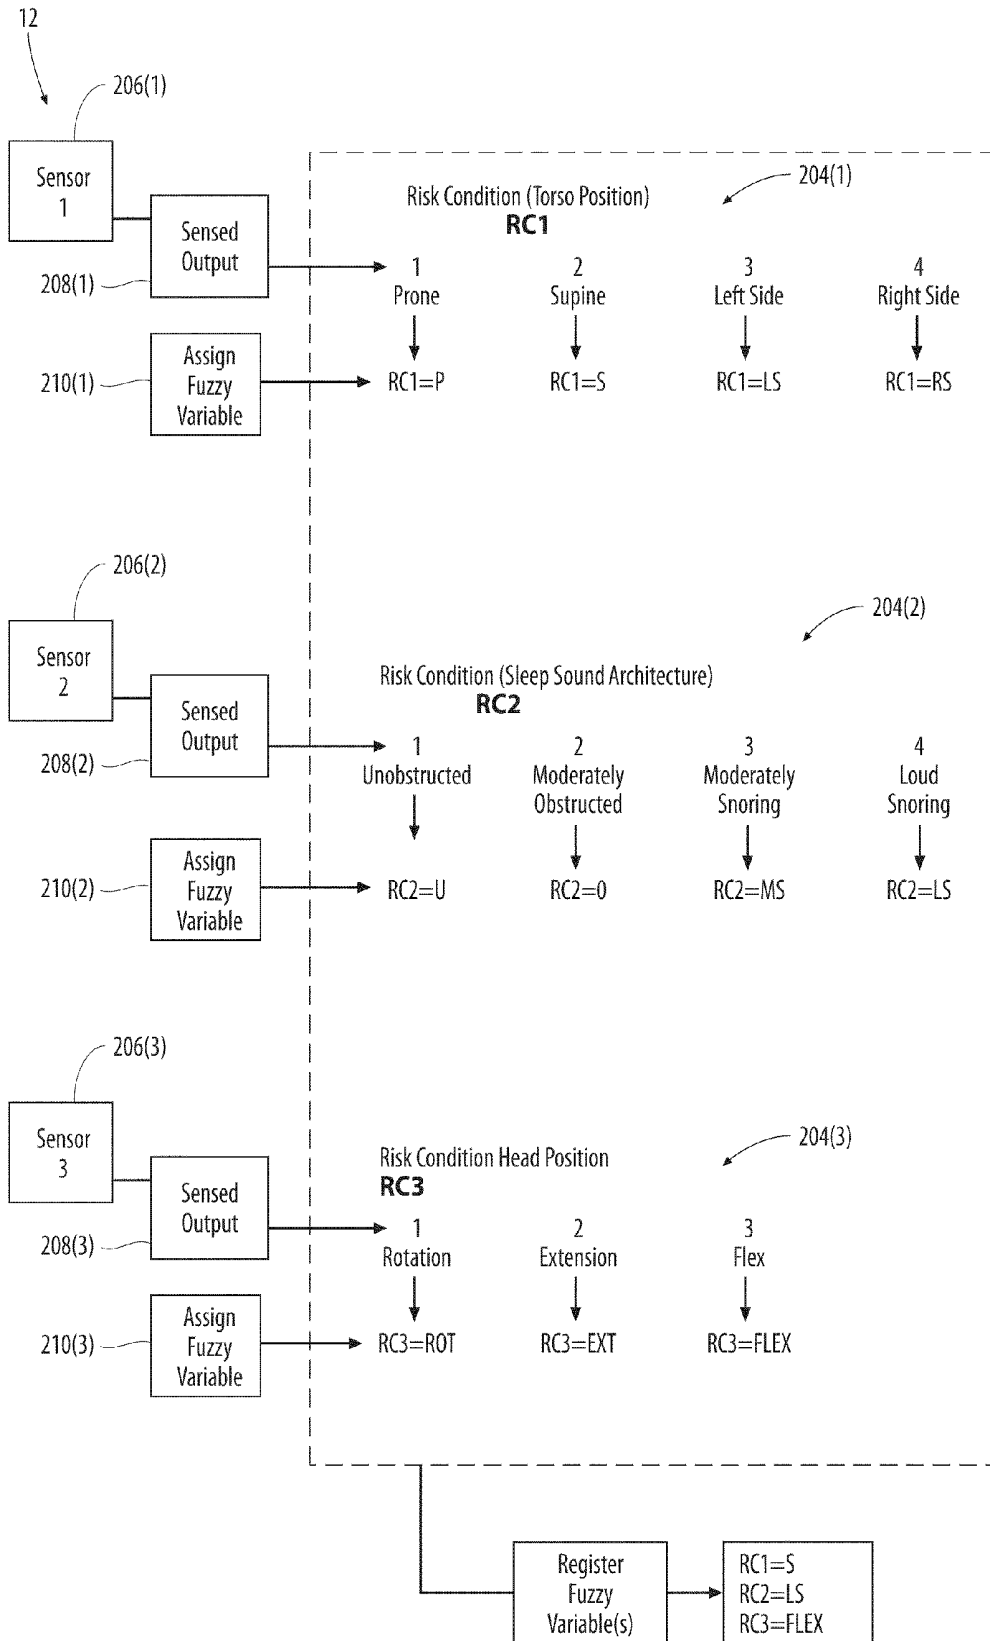 12
206(1)
Sensor
1
204(1)
Risk Condition (Torso Position)
RC1
Sensed
Output
208(1)
1
Prone
2
Supine
3
Left Side
4
Right Side
Assign
Fuzzy
Variable
210(1)
RC1=P
RC1=S
RC1=LS
RC1=RS
206(2)
Sensor
2
204(2)
Risk Condition (Sleep Sound Architecture)
RC2
Sensed
Output
208(2)
1
Unobstructed
2
Moderately
Obstructed
3
Moderately
Snoring
4
Loud
Snoring
Assign
Fuzzy
Variable
210(2)
RC2=U
RC2=O
RC2=MS
RC2=LS
206(3)
Sensor
3
204(3)
Risk Condition Head Position
RC3
Sensed
Output
208(3)
1
Rotation
2
Extension
3
Flex
Assign
Fuzzy
Variable
210(3)
RC3=ROT
RC3=EXT
RC3=FLEX
Register
Fuzzy
Variable(s)
RC1=S
RC2=LS
RC3=FLEX